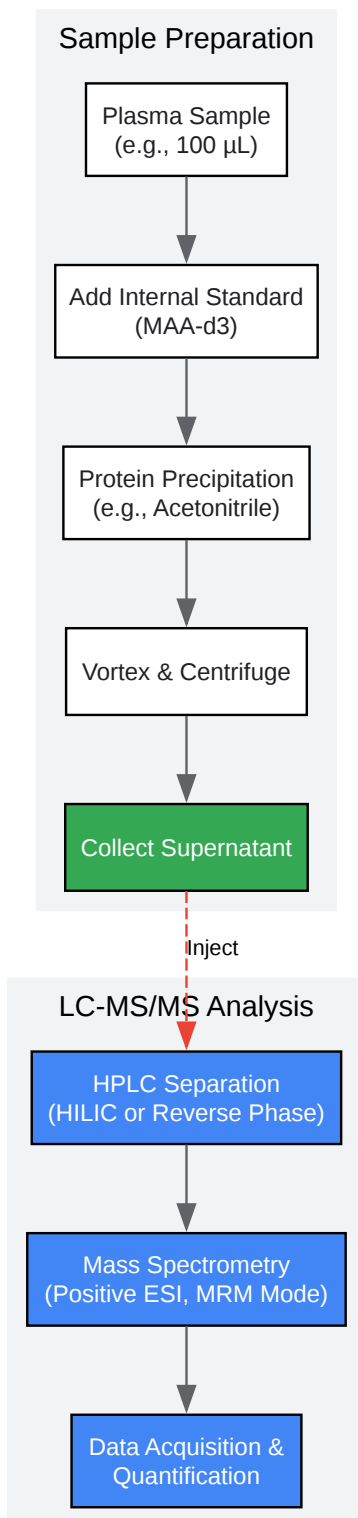 Sample Preparation
Plasma Sample
(e.g., 100 µL)
Add Internal Standard
(MAA-d3)
Protein Precipitation
(e.g., Acetonitrile)
Vortex & Centrifuge
Collect Supernatant
Inject
LC-MS/MS Analysis
HPLC Separation
(HILIC or Reverse Phase)
Mass Spectrometry
(Positive ESI, MRM Mode)
Data Acquisition &
Quantification